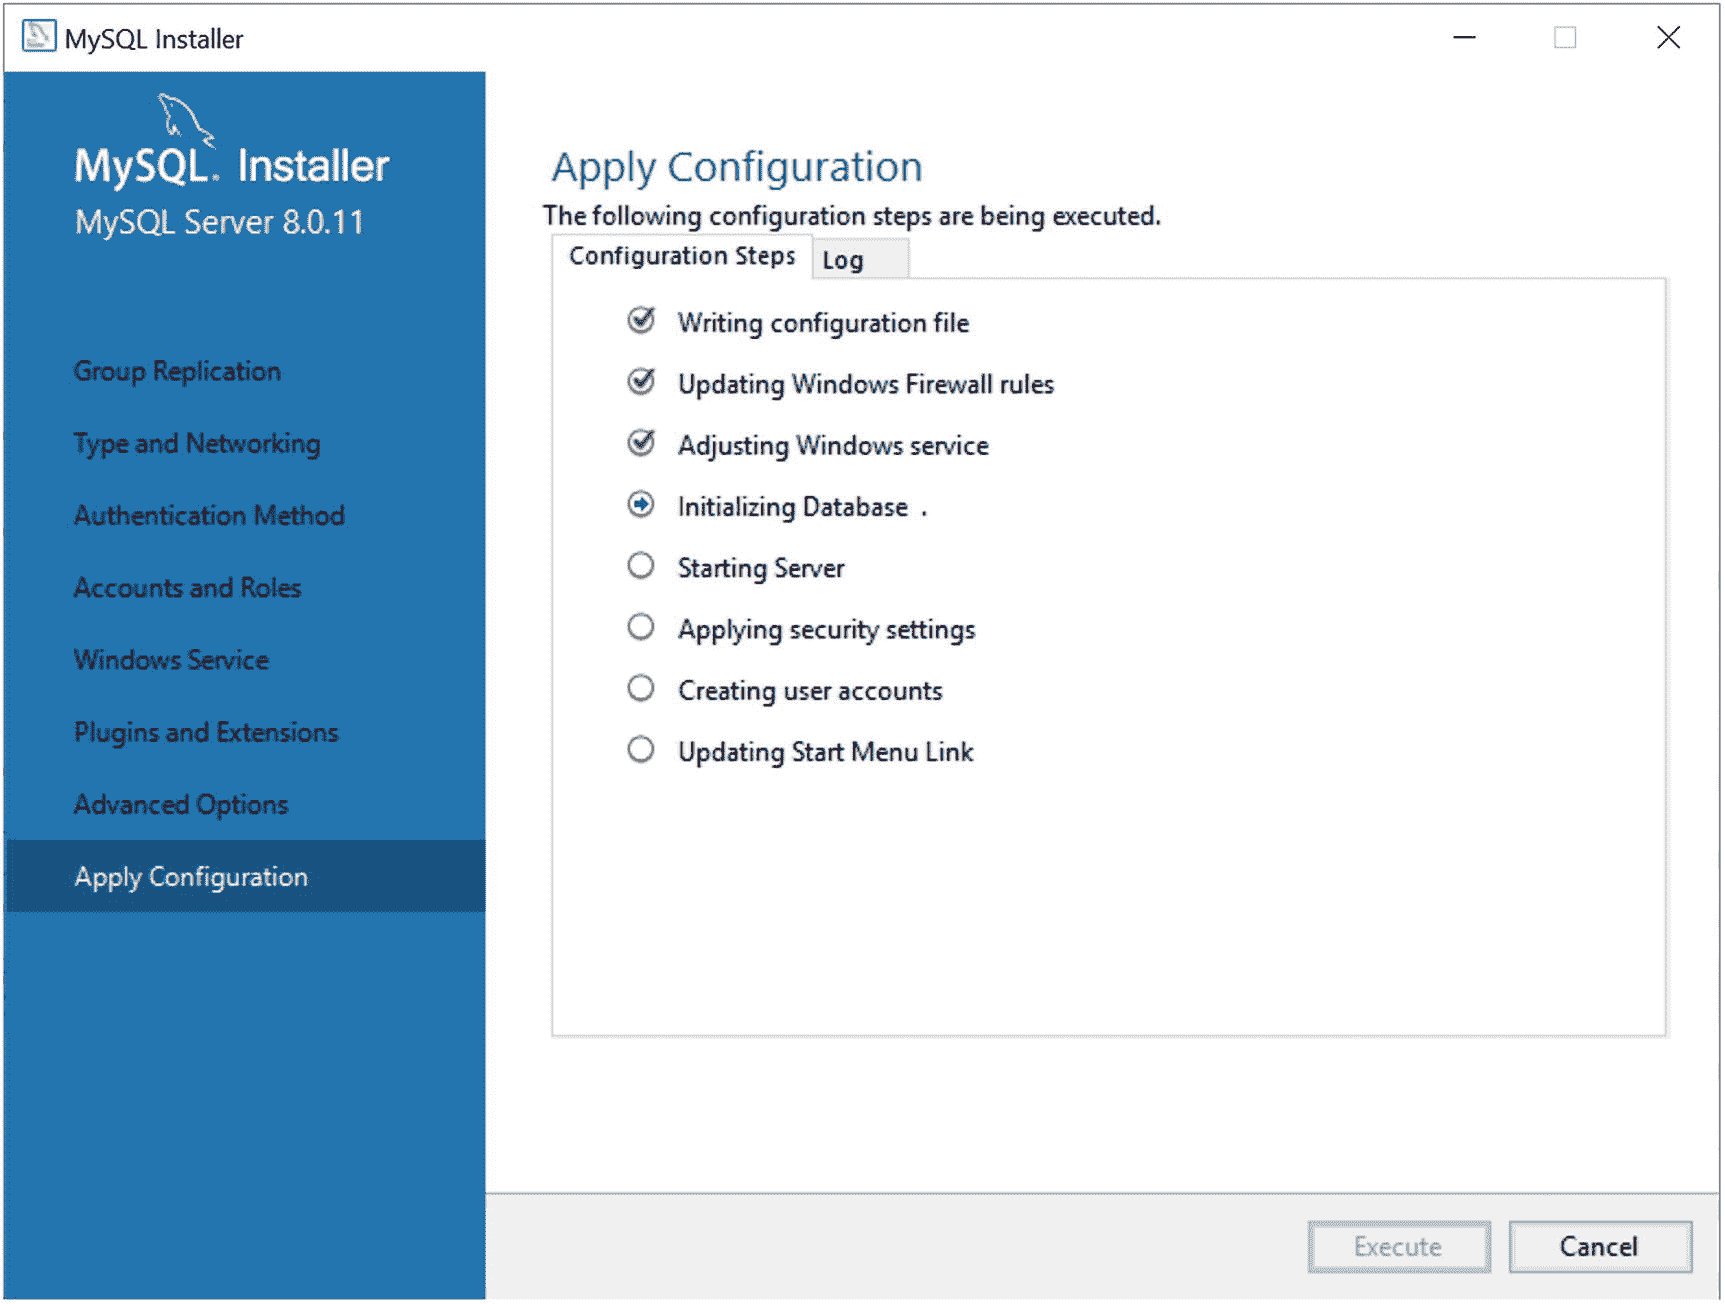 MySQL Installer
MySQL. Installer
MySQL Server 8.0.11
Group Replication
Type and Networking
Authentication Method
Accounts and Roles
Windows Service
Plugins and Extensions
Advanced Options
Apply Configuration
Apply Configuration
The following configuration steps are being executed.
Configuration Steps
Log
Writing configuration file
Updating Windows Firewall rules
Adjusting Windows service
Initializing Database .
Starting Server
Applying security settings
Creating user accounts
Updating Start Menu Link
Execute
Cancel